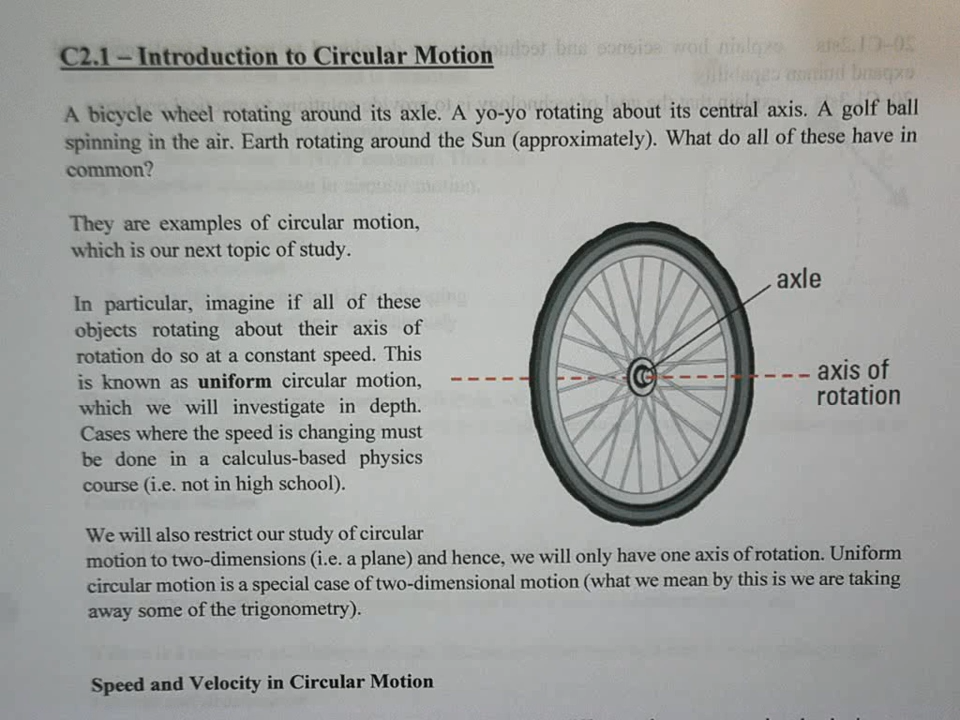 C2.1 – Introduction to Circular Motion
A bicycle wheel rotating around its axle. A yo-yo rotating about its central axis. A golf ball
spinning in the air. Earth rotating around the Sun (approximately). What do all of these have in
common?
They are examples of circular motion,
which is our next topic of study.
In particular, imagine if all of these
objects rotating about their axis of
rotation do so at a constant speed. This
is known as uniform circular motion,
which we will investigate in depth.
Cases where the speed is changing must
be done in a calculus-based physics
course (i.e. not in high school).
axle
axis of
rotation
We will also restrict our study of circular
motion to two-dimensions (i.e. a plane) and hence, we will only have one axis of rotation. Uniform
circular motion is a special case of two-dimensional motion (what we mean by this is we are taking
away some of the trigonometry).
Speed and Velocity in Circular Motion